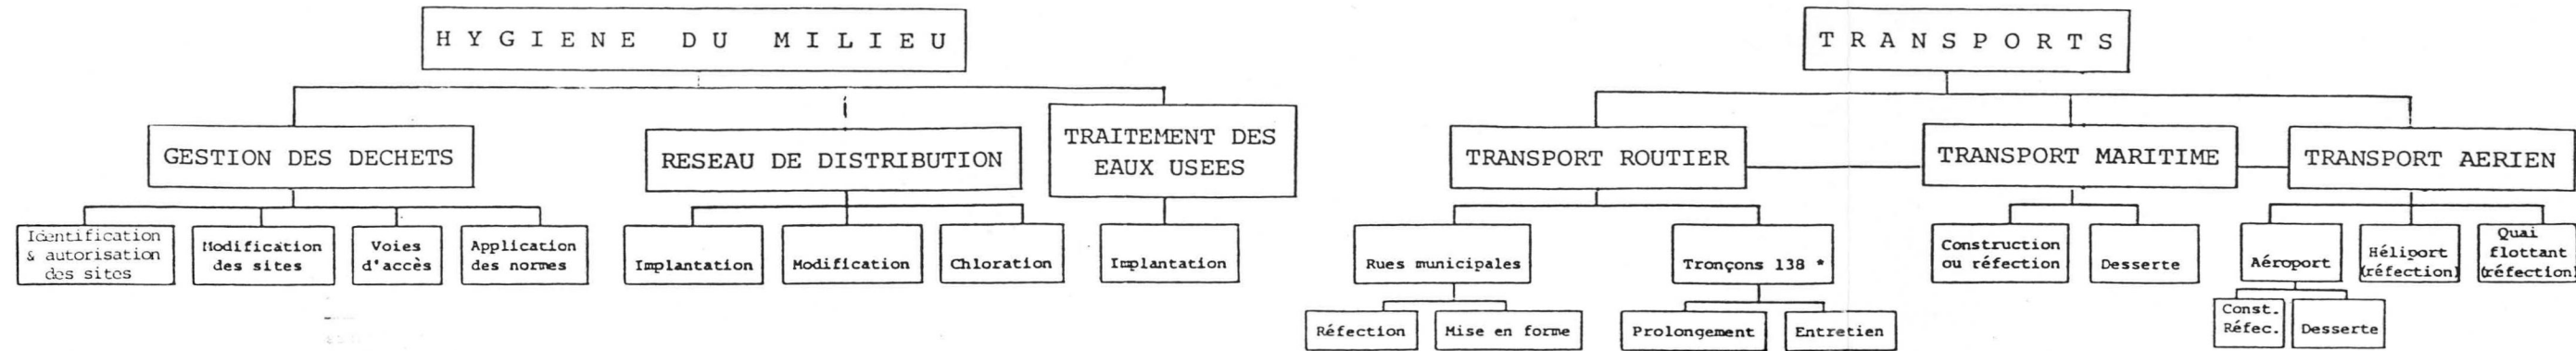 HYGIENE DU MILIEU
GESTION DES DECHETS
RESEAU DE DISTRIBUTION
TRAITEMENT DES
EAUX USEES
Identification
& autorisation
des sites
Modification
des sites
Voies
d'accès
Application
des normes
Implantation
Modification
Chloration
Implantation
TRANSPORTS
TRANSPORT ROUTIER
TRANSPORT MARITIME
TRANSPORT AERIEN
Rues municipales
Tronçons 138 *
Réfection
Mise en forme
Prolongement
Entretien
Construction
ou réfection
Desserte
Aéroport
Héliport
(réfection)
Quai
flottant
(réfection)
Const.
Réfec.
Desserte